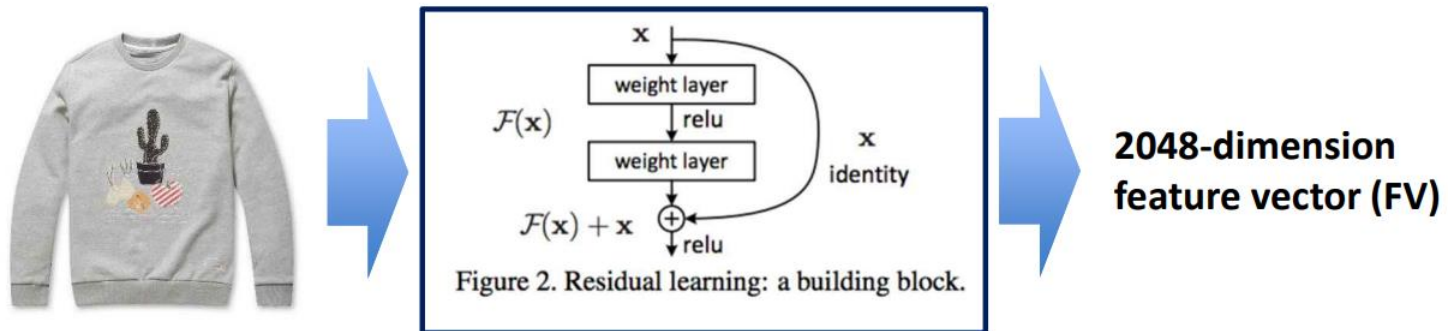 x
weight layer
F(x)
relu
weight layer
x
identity
F(x) + x
relu
Figure 2. Residual learning: a building block.
2048-dimension
feature vector (FV)